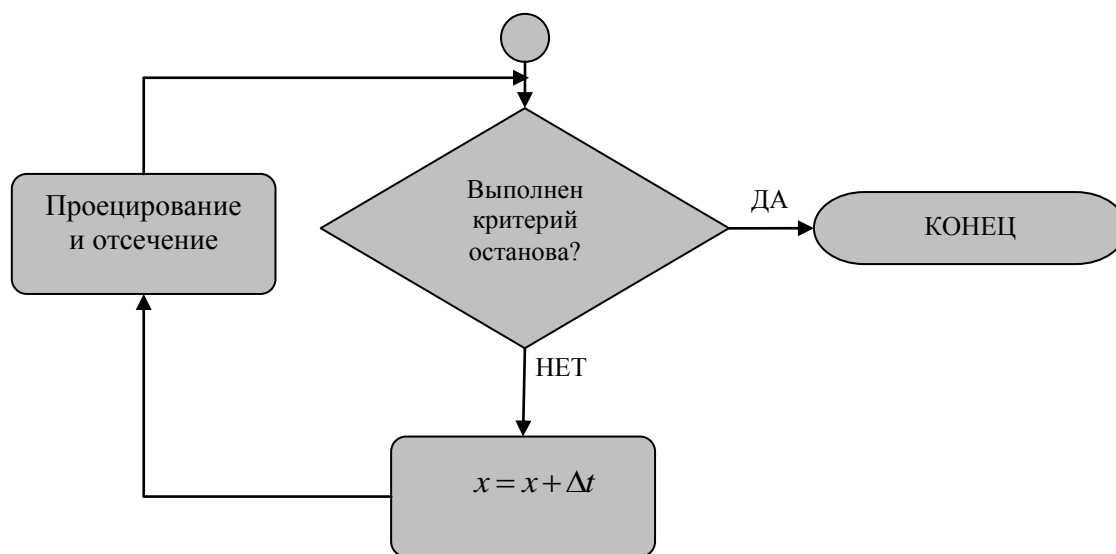 Проецирование
и отсечение
Выполнен
критерий
останова?
ДА
КОНЕЦ
НЕТ
x = x + Δt